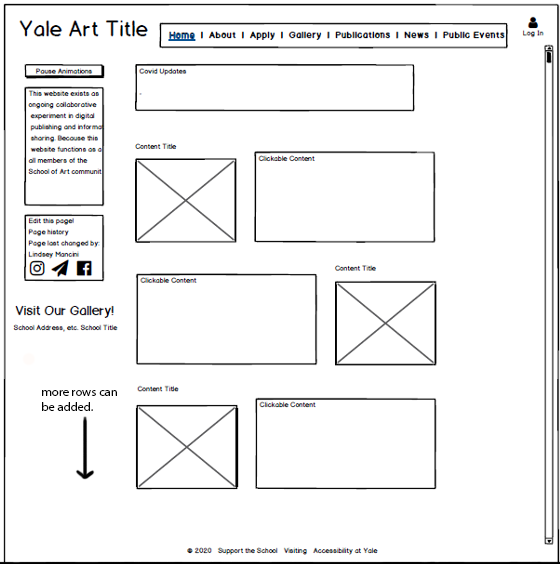 Yale Art Title
Home | About | Apply | Gallery | Publications | News | Public Events
Log In
Pause Animations
This website exists as
ongoing collaborative
experiment in digital
publishing and informa
sharing. Because this
website functions as a
all members of the
School of Art communit
Edit this page!
Page history
Page last changed by:
Lindsey Mancini
Visit Our Gallery!
School Address, etc. School Title
more rows can
be added.
Covid Updates
Content Title
Clickable Content
Clickable Content
Content Title
Content Title
Clickable Content
© 2020 Support the School Visiting Accessibility at Yale